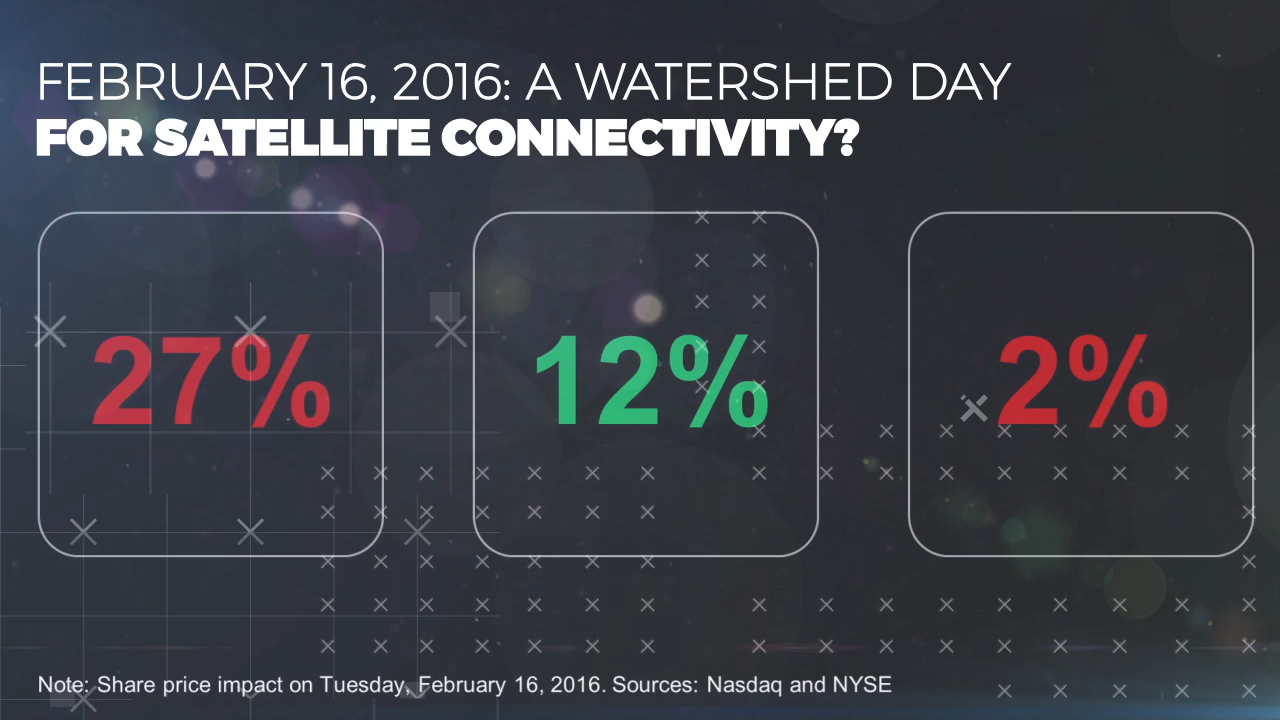 FEBRUARY 16, 2016: A WATERSHED DAY
FOR SATELLITE CONNECTIVITY?
27%
12%
2%
Note: Share price impact on Tuesday, February 16, 2016. Sources: Nasdaq and NYSE